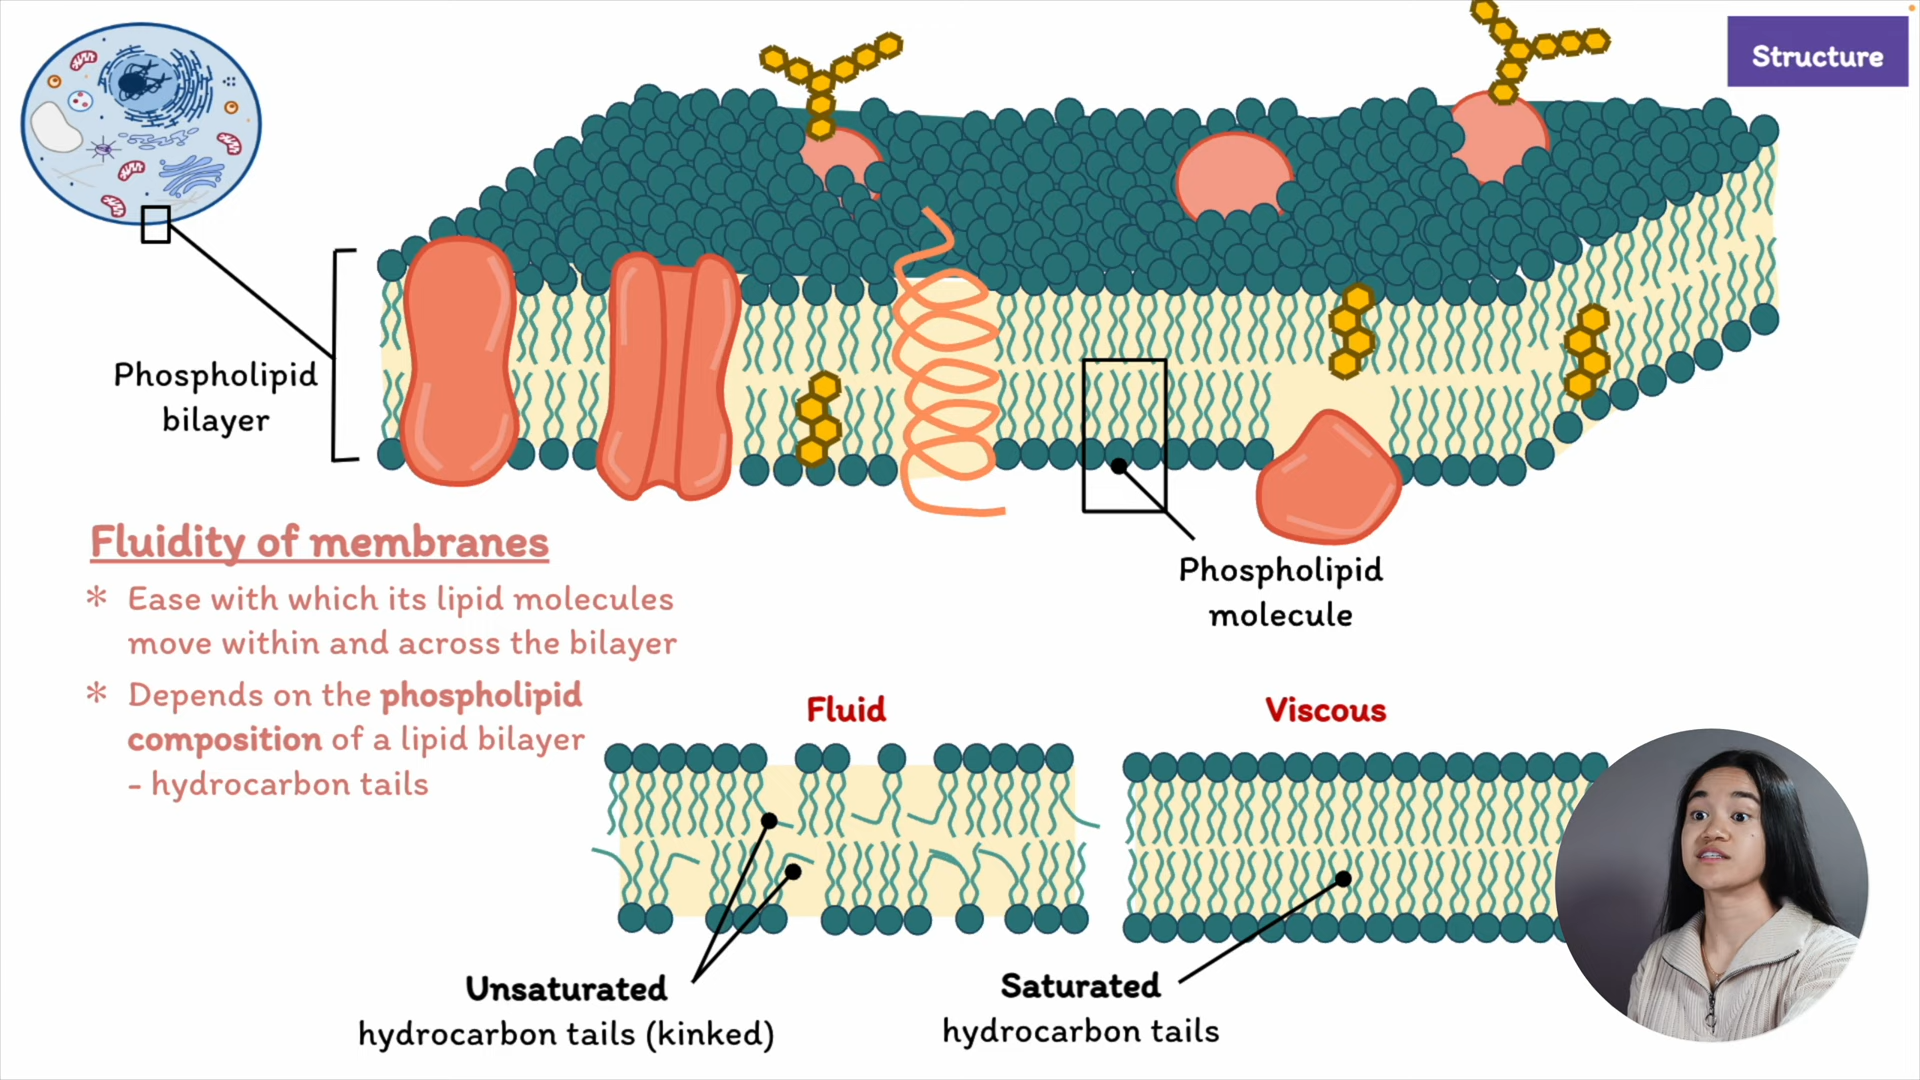 Structure
Phospholipid
bilayer
Fluidity of membranes
* Ease with which its lipid molecules
move within and across the bilayer
* Depends on the phospholipid
composition of a lipid bilayer
- hydrocarbon tails
Phospholipid
molecule
Fluid
Viscous
Unsaturated
hydrocarbon tails (kinked)
Saturated
hydrocarbon tails